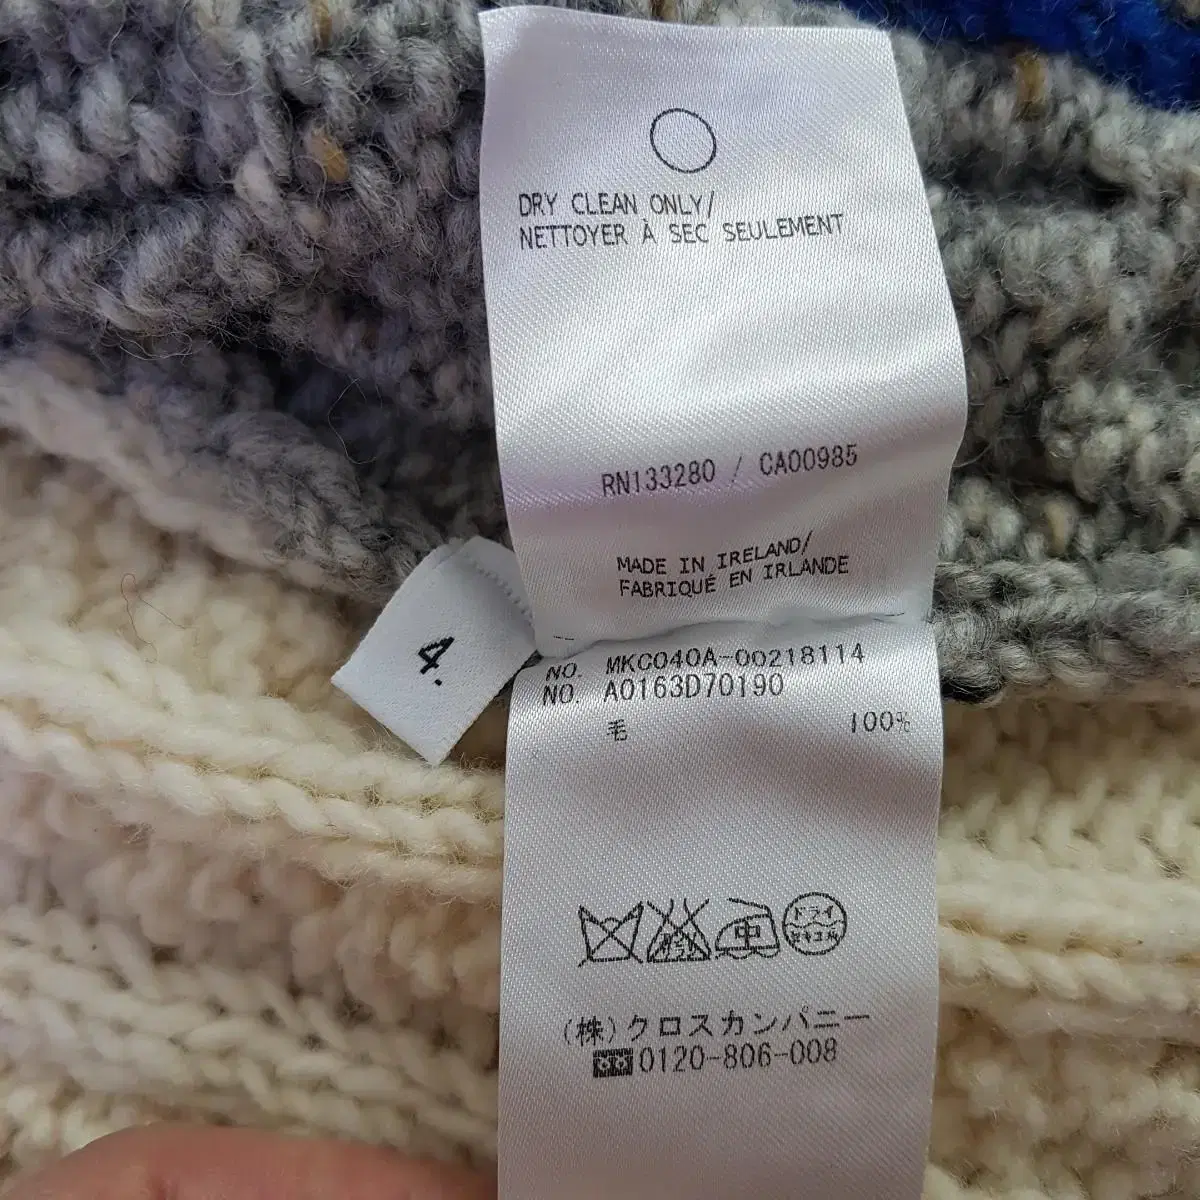 DRY CLEAN ONLY/
NETTOYER À SEC SEULEMENT
RN133280 / CA00985
MADE IN IRELAND/
FABRIQUÉ EN IRLANDE
4.
NO. MKC040A-00218114
NO. A0163D70190
毛 100%
中 ドライ
(株)クロスカンパニー
0120-806-008